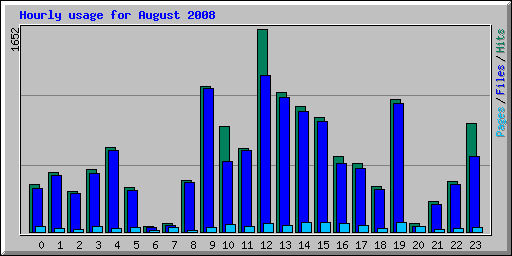 Hourly usage for August 2008
1652
Pages / Files / Hits
0 1 2 3 4 5 6 7 8 9 10 11 12 13 14 15 16 17 18 19 20 21 22 23